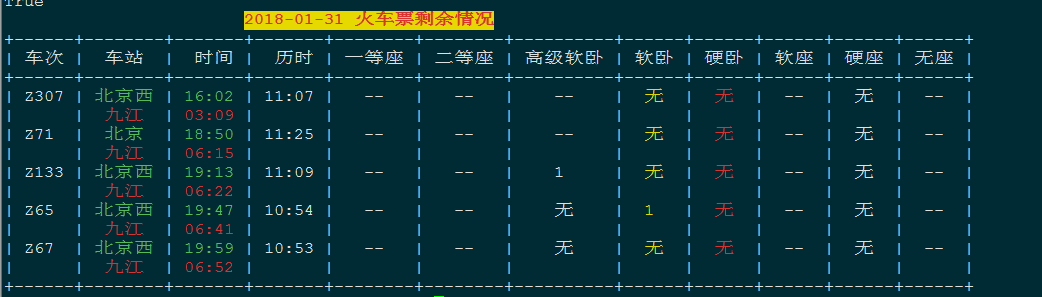 True
2018-01-31 火车票剩余情况
+------+--------+-------+-------+--------+--------+----------+------+------+------+------+------+
| 车次 | 车站 | 时间 | 历时 | 一等座 | 二等座 | 高级软卧 | 软卧 | 硬卧 | 软座 | 硬座 | 无座 |
+------+--------+-------+-------+--------+--------+----------+------+------+------+------+------+
| Z307 | 北京西 | 16:02 | 11:07 | -- | -- | -- | 无 | 无 | -- | 无 | -- |
| | 九江 | 03:09 | | | | | | | | | |
| Z71 | 北京 | 18:50 | 11:25 | -- | -- | -- | 无 | 无 | -- | 无 | -- |
| | 九江 | 06:15 | | | | | | | | | |
| Z133 | 北京西 | 19:13 | 11:09 | -- | -- | 1 | 无 | 无 | -- | 无 | -- |
| | 九江 | 06:22 | | | | | | | | | |
| Z65 | 北京西 | 19:47 | 10:54 | -- | -- | 无 | 1 | 无 | -- | 无 | -- |
| | 九江 | 06:41 | | | | | | | | | |
| Z67 | 北京西 | 19:59 | 10:53 | -- | -- | 无 | 无 | 无 | -- | 无 | -- |
| | 九江 | 06:52 | | | | | | | | | |
+------+--------+-------+-------+--------+--------+----------+------+------+------+------+------+